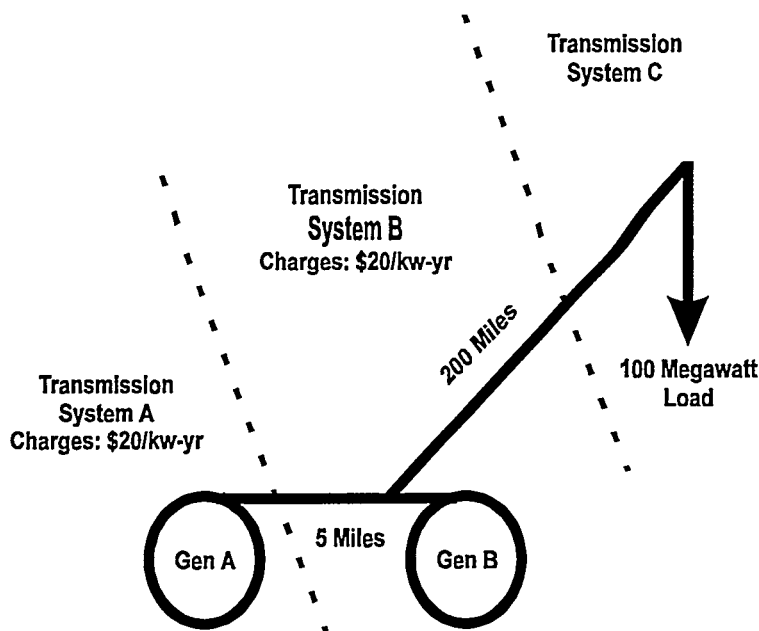 Transmission
System C
Transmission
System B
Charges: $20/kw-yr
200 Miles
100 Megawatt
Load
Transmission
System A
Charges: $20/kw-yr
5 Miles
Gen A
Gen B